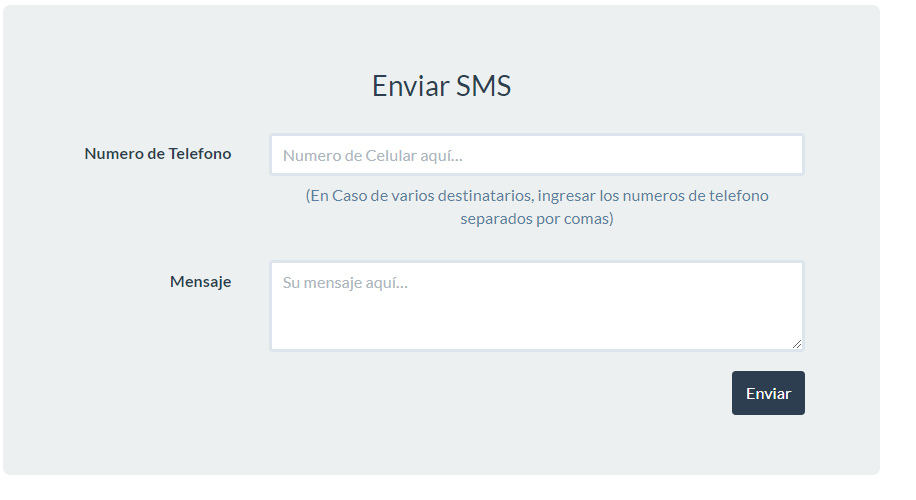 Enviar SMS
Numero de Telefono
Numero de Celular aquí...
(En Caso de varios destinatarios, ingresar los numeros de telefono
separados por comas)
Mensaje
Su mensaje aquí...
Enviar